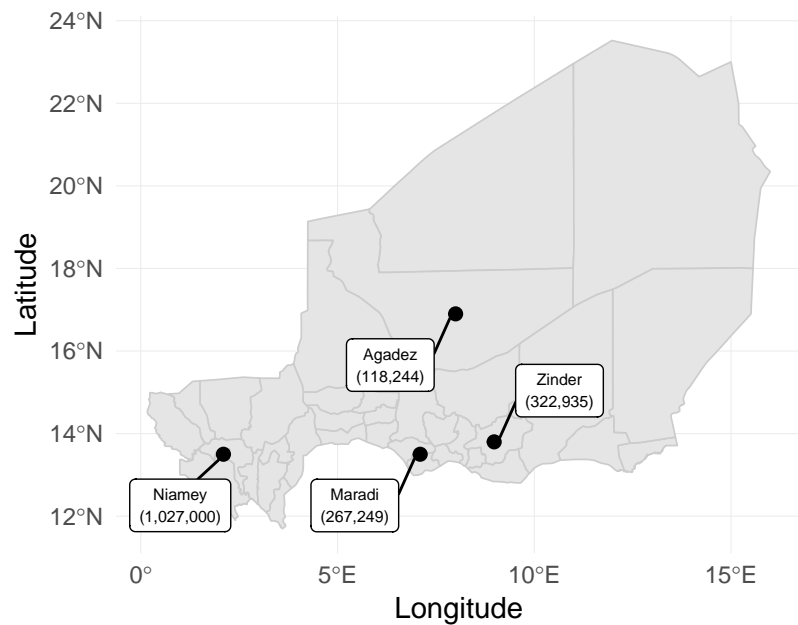 24°N
22°N
20°N
18°N
16°N
14°N
12°N
Latitude
Agadez
(118,244)
Zinder
(322,935)
Niamey
(1,027,000)
Maradi
(267,249)
0°
5°E
10°E
15°E
Longitude